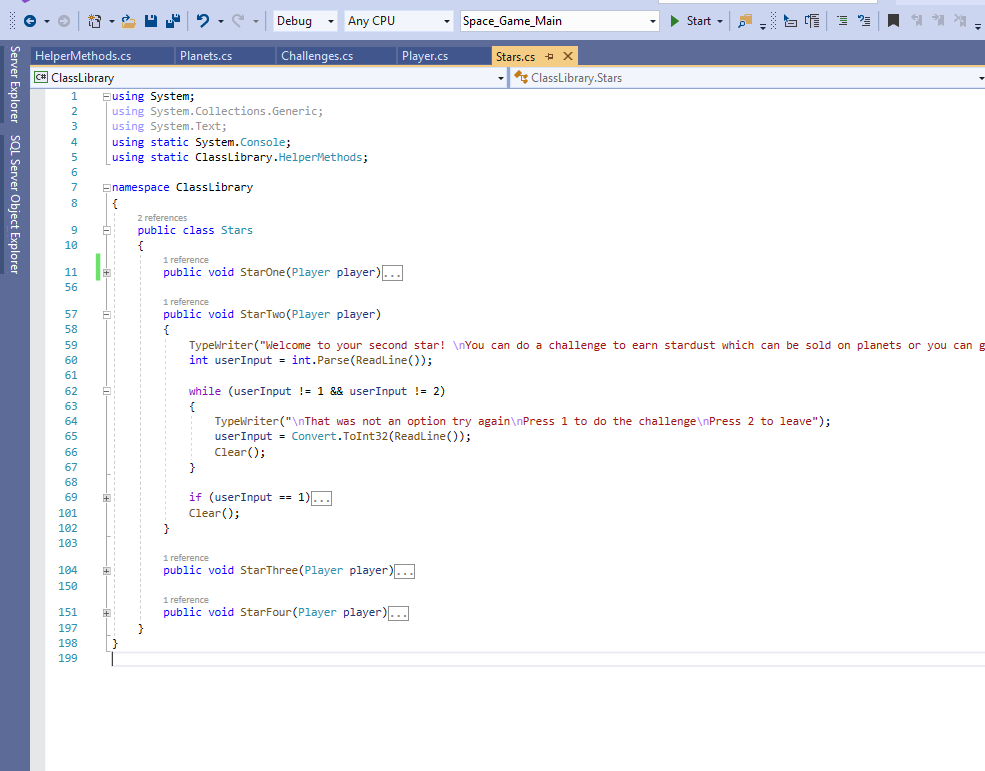 Debug Any CPU Space_Game_Main Start
HelperMethods.cs Planets.cs Challenges.cs Player.cs Stars.cs
C# ClassLibrary ClassLibrary.Stars
Server Explorer
SQL Server Object Explorer
1 using System;
2 using System.Collections.Generic;
3 using System.Text;
4 using static System.Console;
5 using static ClassLibrary.HelperMethods;
6
7 namespace ClassLibrary
8 {
2 references
9 public class Stars
10 {
1 reference
11 public void StarOne(Player player)...
56
1 reference
57 public void StarTwo(Player player)
58 {
59 TypeWriter("Welcome to your second star! \nYou can do a challenge to earn stardust which can be sold on planets or you can g
60 int userInput = int.Parse(ReadLine());
61
62 while (userInput != 1 && userInput != 2)
63 {
64 TypeWriter("\nThat was not an option try again\nPress 1 to do the challenge\nPress 2 to leave");
65 userInput = Convert.ToInt32(ReadLine());
66 Clear();
67 }
68
69 if (userInput == 1)...
101 Clear();
102 }
103
1 reference
104 public void StarThree(Player player)...
150
1 reference
151 public void StarFour(Player player)...
197 }
198 }
199